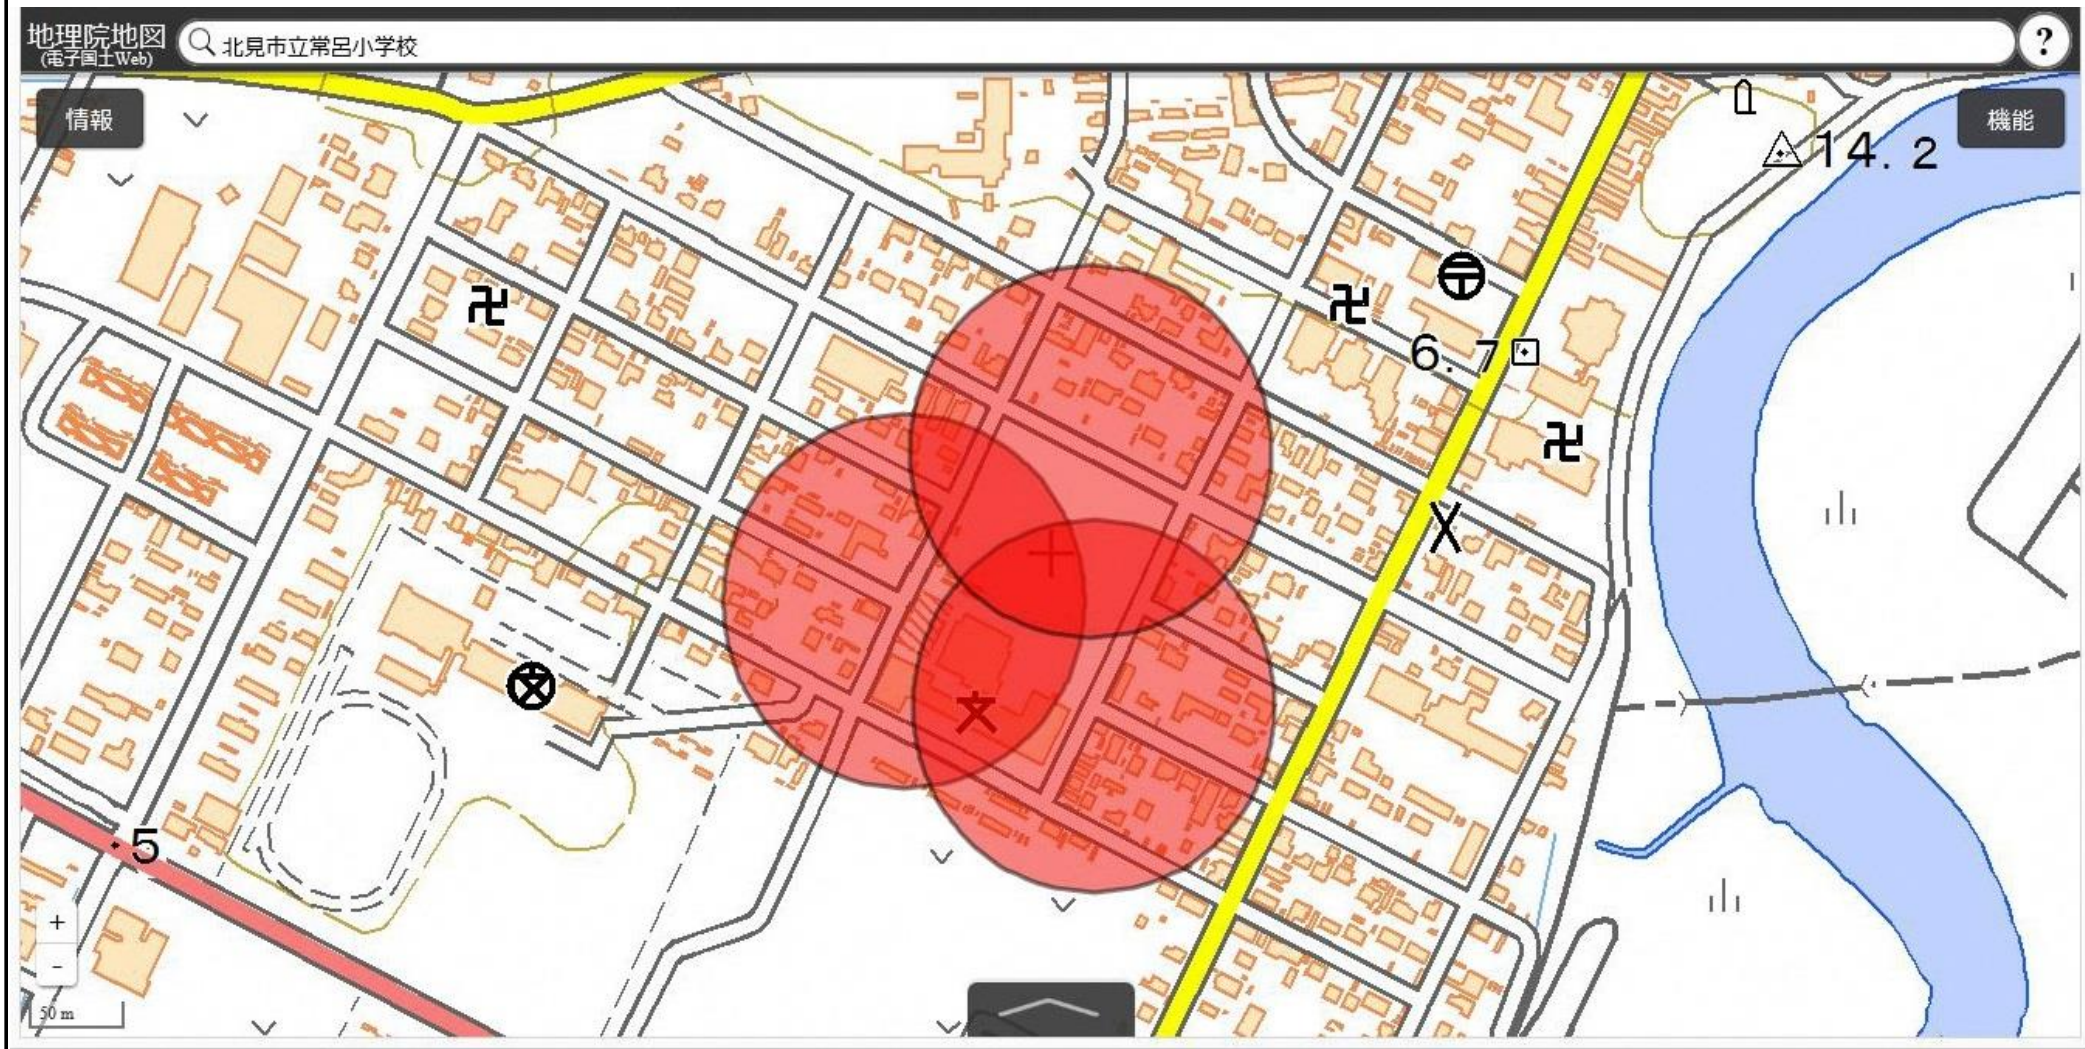 地理院地図
(電子国土Web)
北見市立常呂小学校
?
情報
機能
14. 2
6. 7
5
+
-
50 m